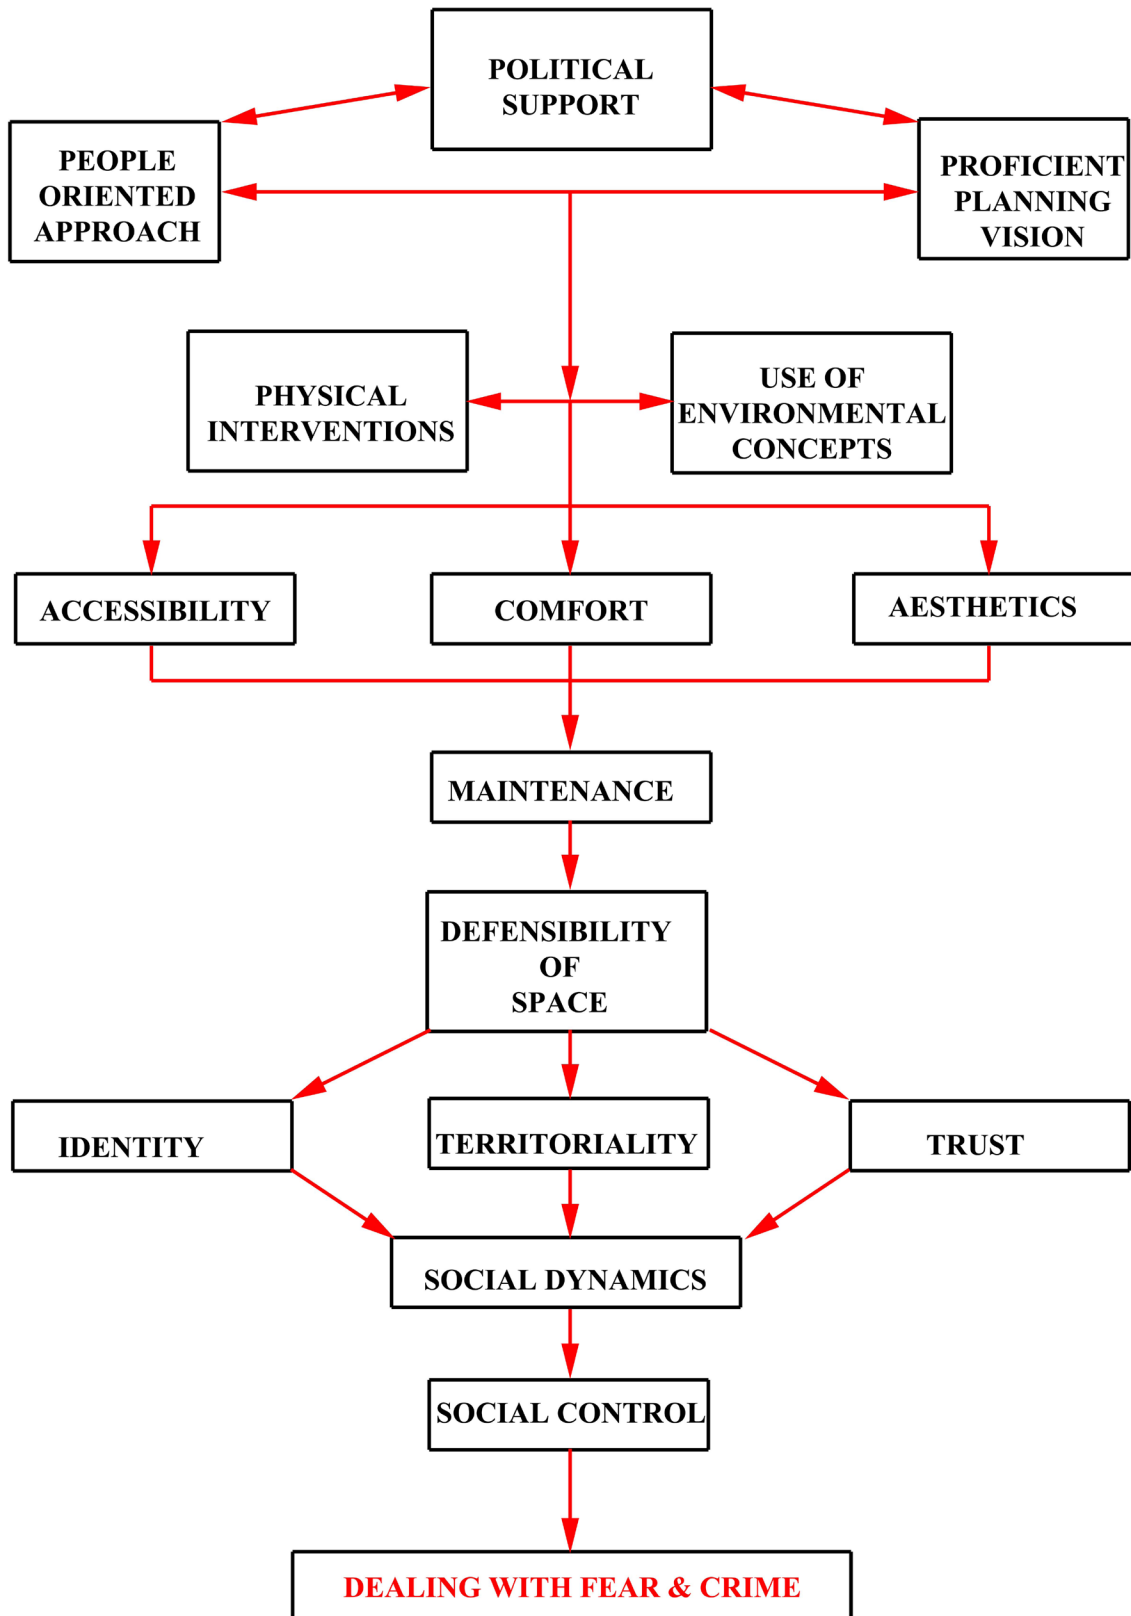 POLITICAL
SUPPORT
PEOPLE
ORIENTED
APPROACH
PROFICIENT
PLANNING
VISION
PHYSICAL
INTERVENTIONS
USE OF
ENVIRONMENTAL
CONCEPTS
ACCESSIBILITY
COMFORT
AESTHETICS
MAINTENANCE
DEFENSIBILITY
OF
SPACE
IDENTITY
TERRITORIALITY
TRUST
SOCIAL DYNAMICS
SOCIAL CONTROL
DEALING WITH FEAR & CRIME